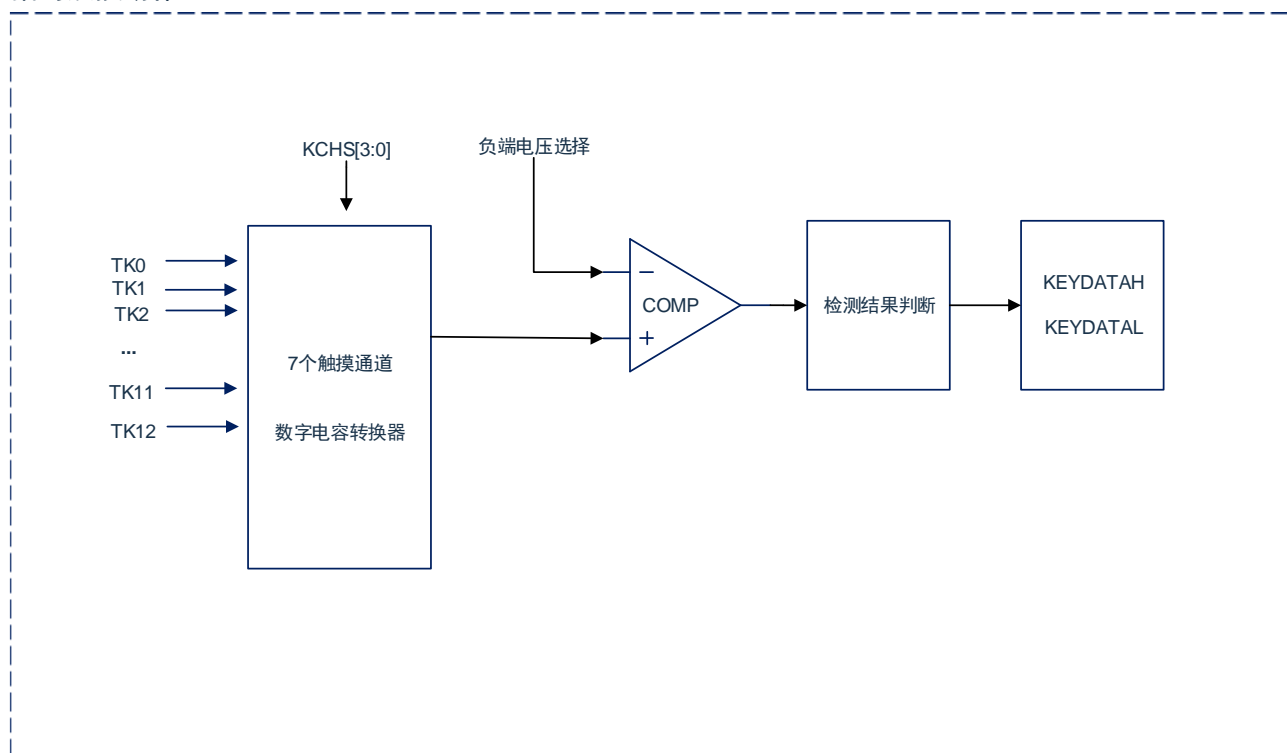 KCHS[3:0]
负端电压选择
TK0
TK1
TK2
...
TK11
TK12
7个触摸通道
数字电容转换器
COMP
检测结果判断
KEYDATAH
KEYDATAL